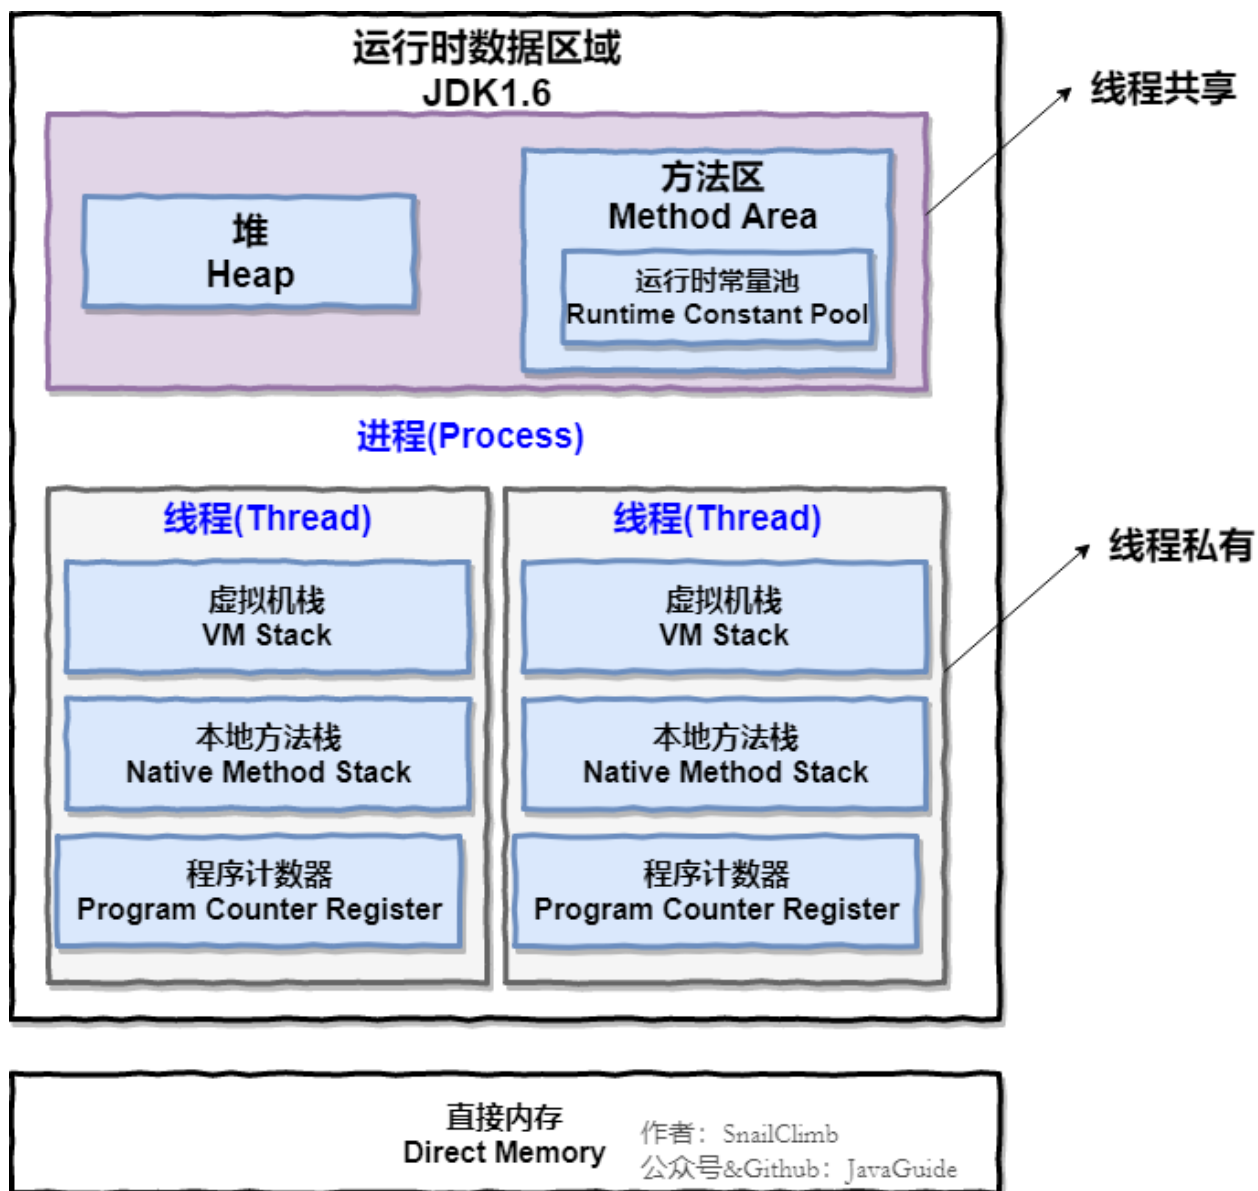 运行时数据区域
JDK1.6
线程共享
堆
Heap
方法区
Method Area
运行时常量池
Runtime Constant Pool
进程(Process)
线程(Thread)
虚拟机栈
VM Stack
本地方法栈
Native Method Stack
程序计数器
Program Counter Register
线程(Thread)
虚拟机栈
VM Stack
本地方法栈
Native Method Stack
程序计数器
Program Counter Register
线程私有
直接内存
Direct Memory
作者：SnailClimb
公众号&Github：JavaGuide